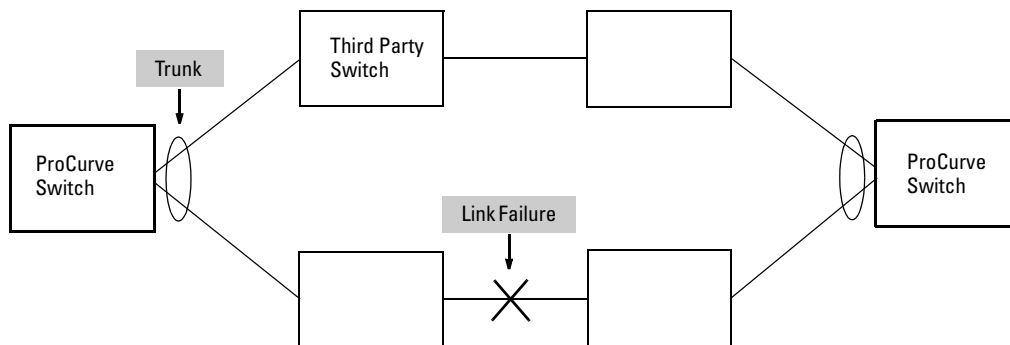 Third Party
Switch
Trunk
ProCurve
Switch
ProCurve
Switch
Link Failure